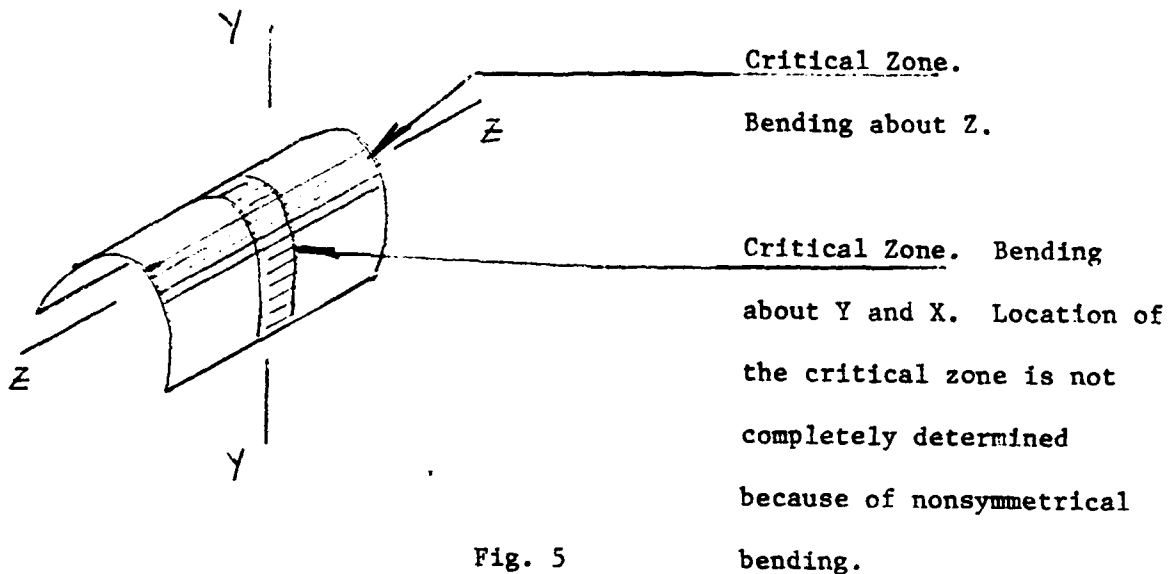 Y
Critical Zone.
Z
Bending about Z.
Critical Zone. Bending
about Y and X. Location of
Z
the critical zone is not
completely determined
Y
because of nonsymmetrical
Fig. 5
bending.